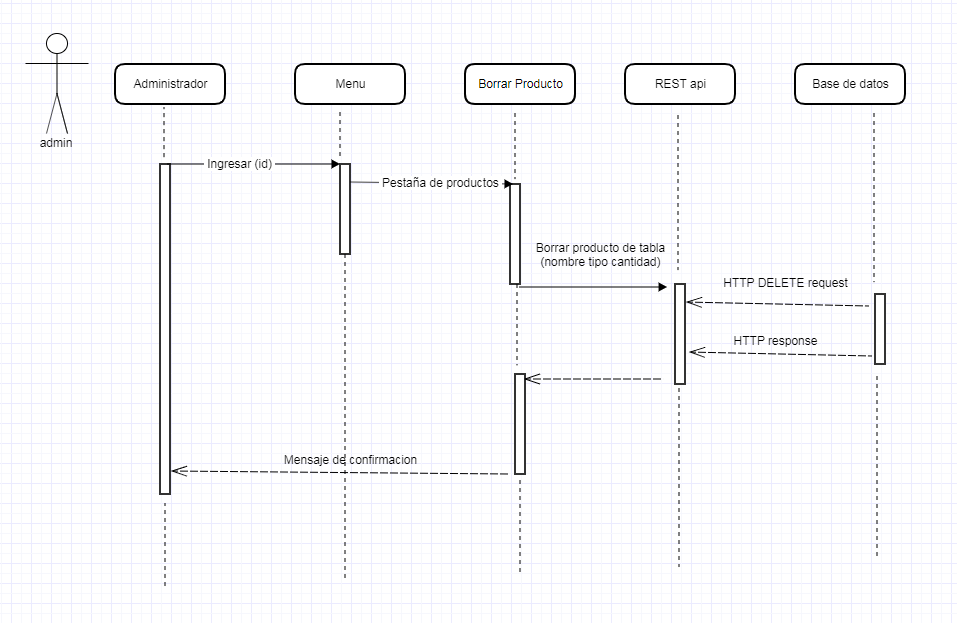 admin
Administrador
Menu
Borrar Producto
REST api
Base de datos
Ingresar (id)
Pestaña de productos
Borrar producto de tabla
(nombre tipo cantidad)
HTTP DELETE request
HTTP response
Mensaje de confirmacion